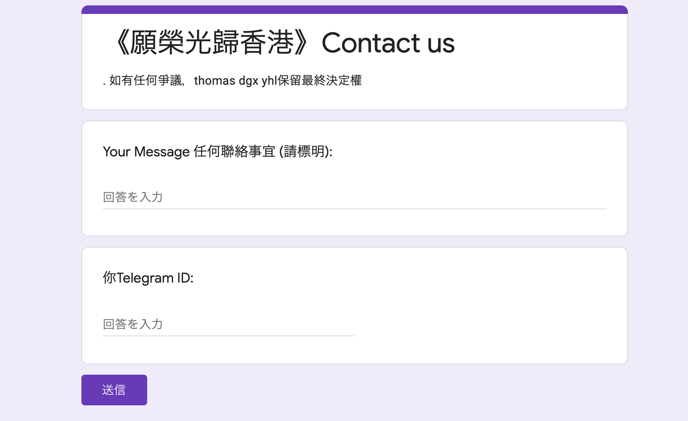 《願榮光歸香港》Contact us
. 如有任何爭議，thomas dgx yhl保留最終決定權
Your Message 任何聯絡事宜 (請標明):
回答を入力
你Telegram ID:
回答を入力
送信